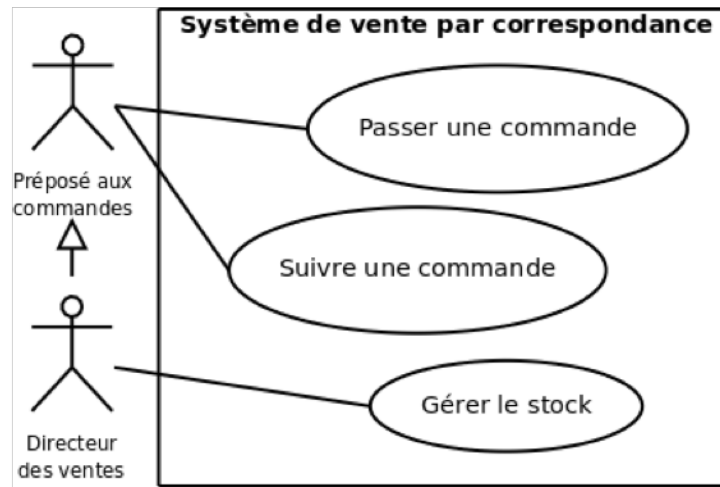 Système de vente par correspondance
Passer une commande
Préposé aux
commandes
Suivre une commande
Gérer le stock
Directeur
des ventes